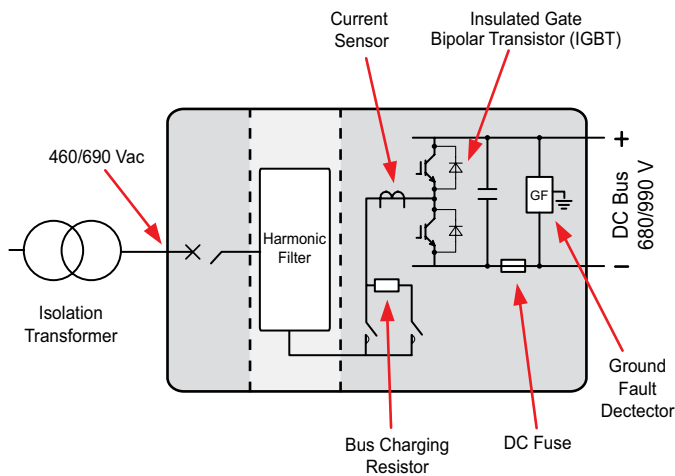 Current
Sensor
Insulated Gate
Bipolar Transistor (IGBT)
460/690 Vac
Isolation
Transformer
Harmonic
Filter
GF
+
−
DC Bus
680/990 V
Bus Charging
Resistor
DC Fuse
Ground
Fault
Dectector